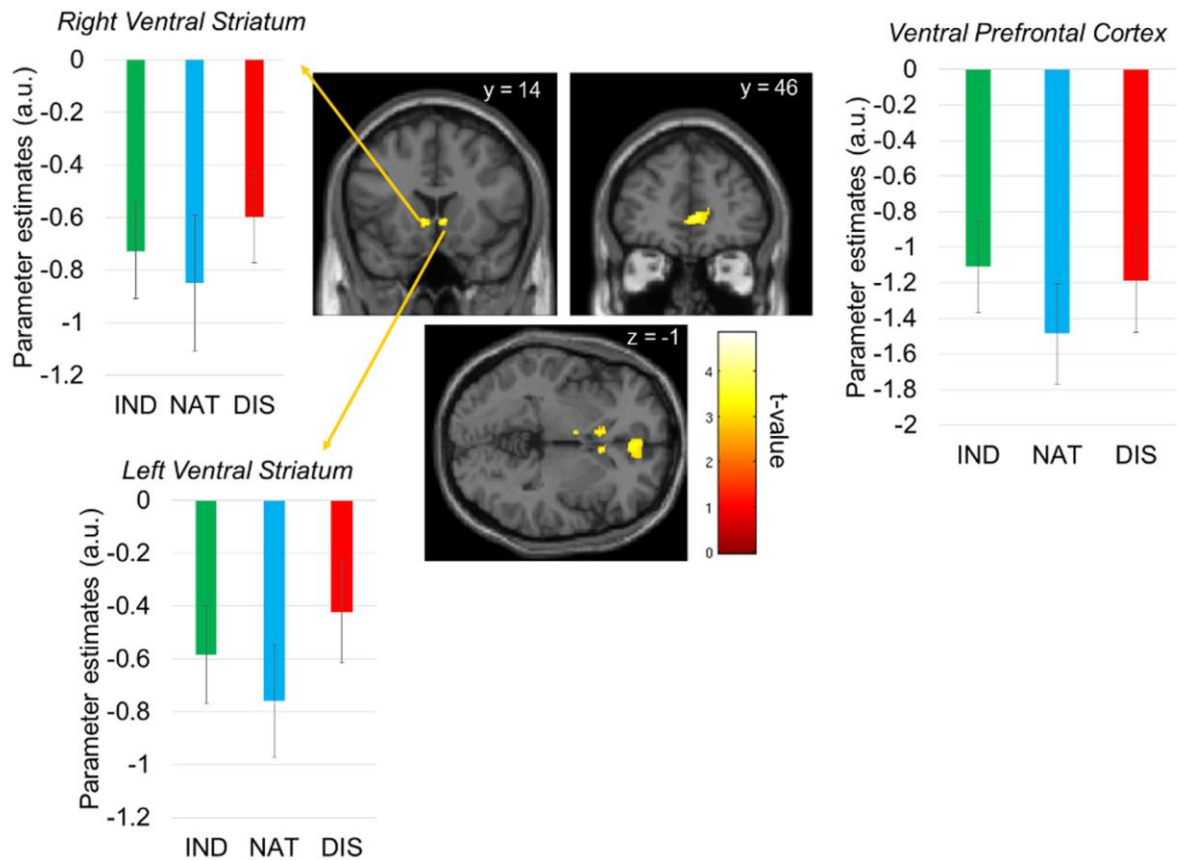 Right Ventral Striatum
0
-0.2
-0.4
-0.6
-0.8
-1
-1.2
Parameter estimates (a.u.)
IND NAT DIS
y = 14
y = 46
z = -1
4
3
2
1
0
t-value
Ventral Prefrontal Cortex
0
-0.2
-0.4
-0.6
-0.8
-1
-1.2
-1.4
-1.6
-1.8
-2
Parameter estimates (a.u.)
IND NAT DIS
Left Ventral Striatum
0
-0.2
-0.4
-0.6
-0.8
-1
-1.2
Parameter estimates (a.u.)
IND NAT DIS